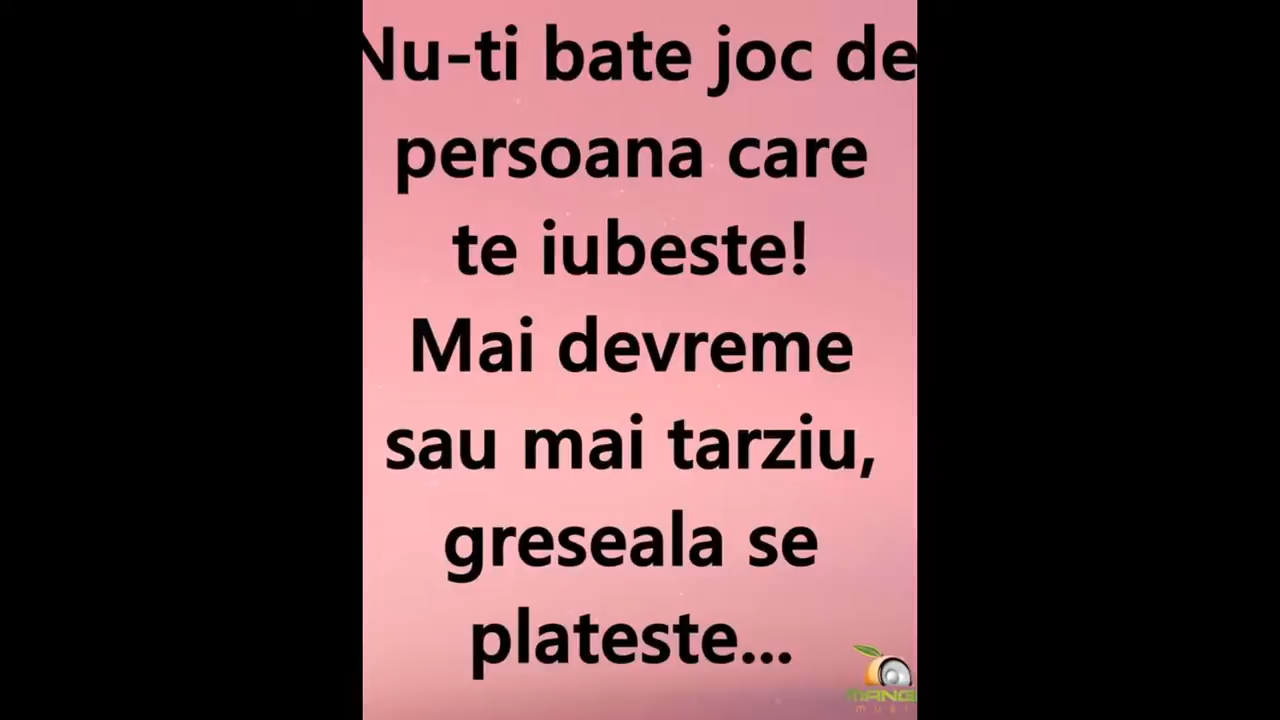 Nu-ti bate joc de
persoana care
te iubeste!
Mai devreme
sau mai tarziu,
greseala se
plateste...